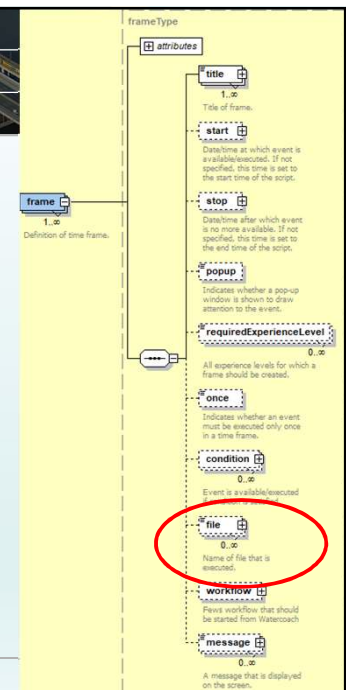 frameType
attributes
title
1..∞
Title of frame.
start
Date/time at which event is
available/executed. If not
specified, this time is set to
the start time of the script.
frame
1..∞
Definition of time frame.
stop
Date/time after which event
is no more available. If not
specified, this time is set to
the end time of the script.
popup
Indicates whether a pop-up
window is shown to draw
attention to the event.
requiredExperienceLevel
0..∞
All experience levels for which a
frame should be created.
once
Indicates whether an event
must be executed only once
in a time frame.
condition
0..∞
Event is available/executed
if condition is satisfied.
file
0..∞
Name of file that is
executed.
workflow
Fews workflow that should
be started from Watercoach
message
0..∞
A message that is displayed
on the screen.